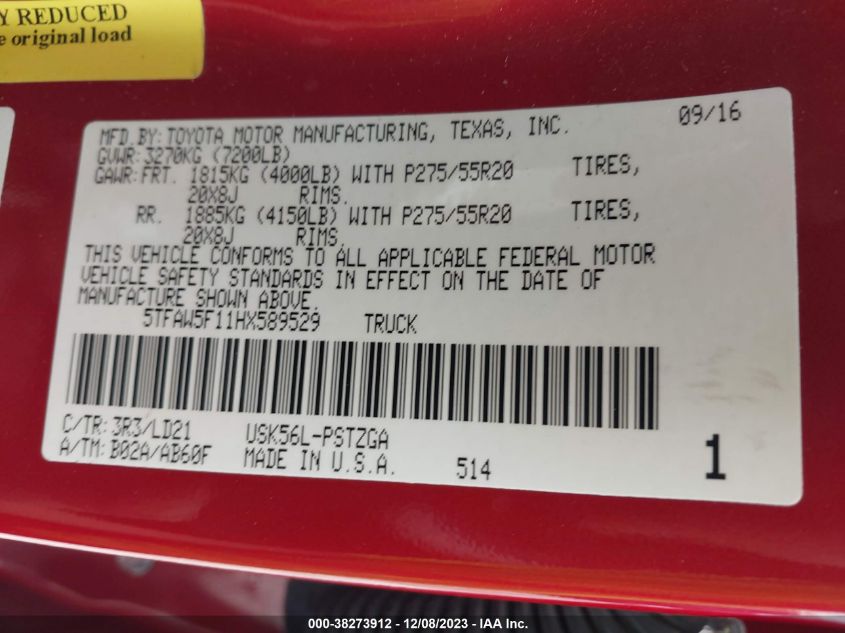 Y REDUCED
e original load
MFD.BY:TOYOTA MOTOR MANUFACTURING, TEXAS, INC. 09/16
GVWR:3270KG (7200LB)
GAWR:FRT. 1815KG (4000LB) WITH P275/55R20 TIRES,
20X8J RIMS.
RR. 1885KG (4150LB) WITH P275/55R20 TIRES,
20X8J RIMS.
THIS VEHICLE CONFORMS TO ALL APPLICABLE FEDERAL MOTOR
VEHICLE SAFETY STANDARDS IN EFFECT ON THE DATE OF
MANUFACTURE SHOWN ABOVE.
5TFAW5F11HX589529 TRUCK
C/TR:3R3/LD21 USK56L-PSTZGA
A/TM:B02A/AB60F MADE IN U.S.A. 514 1
000-38273912 - 12/08/2023 - IAA Inc.